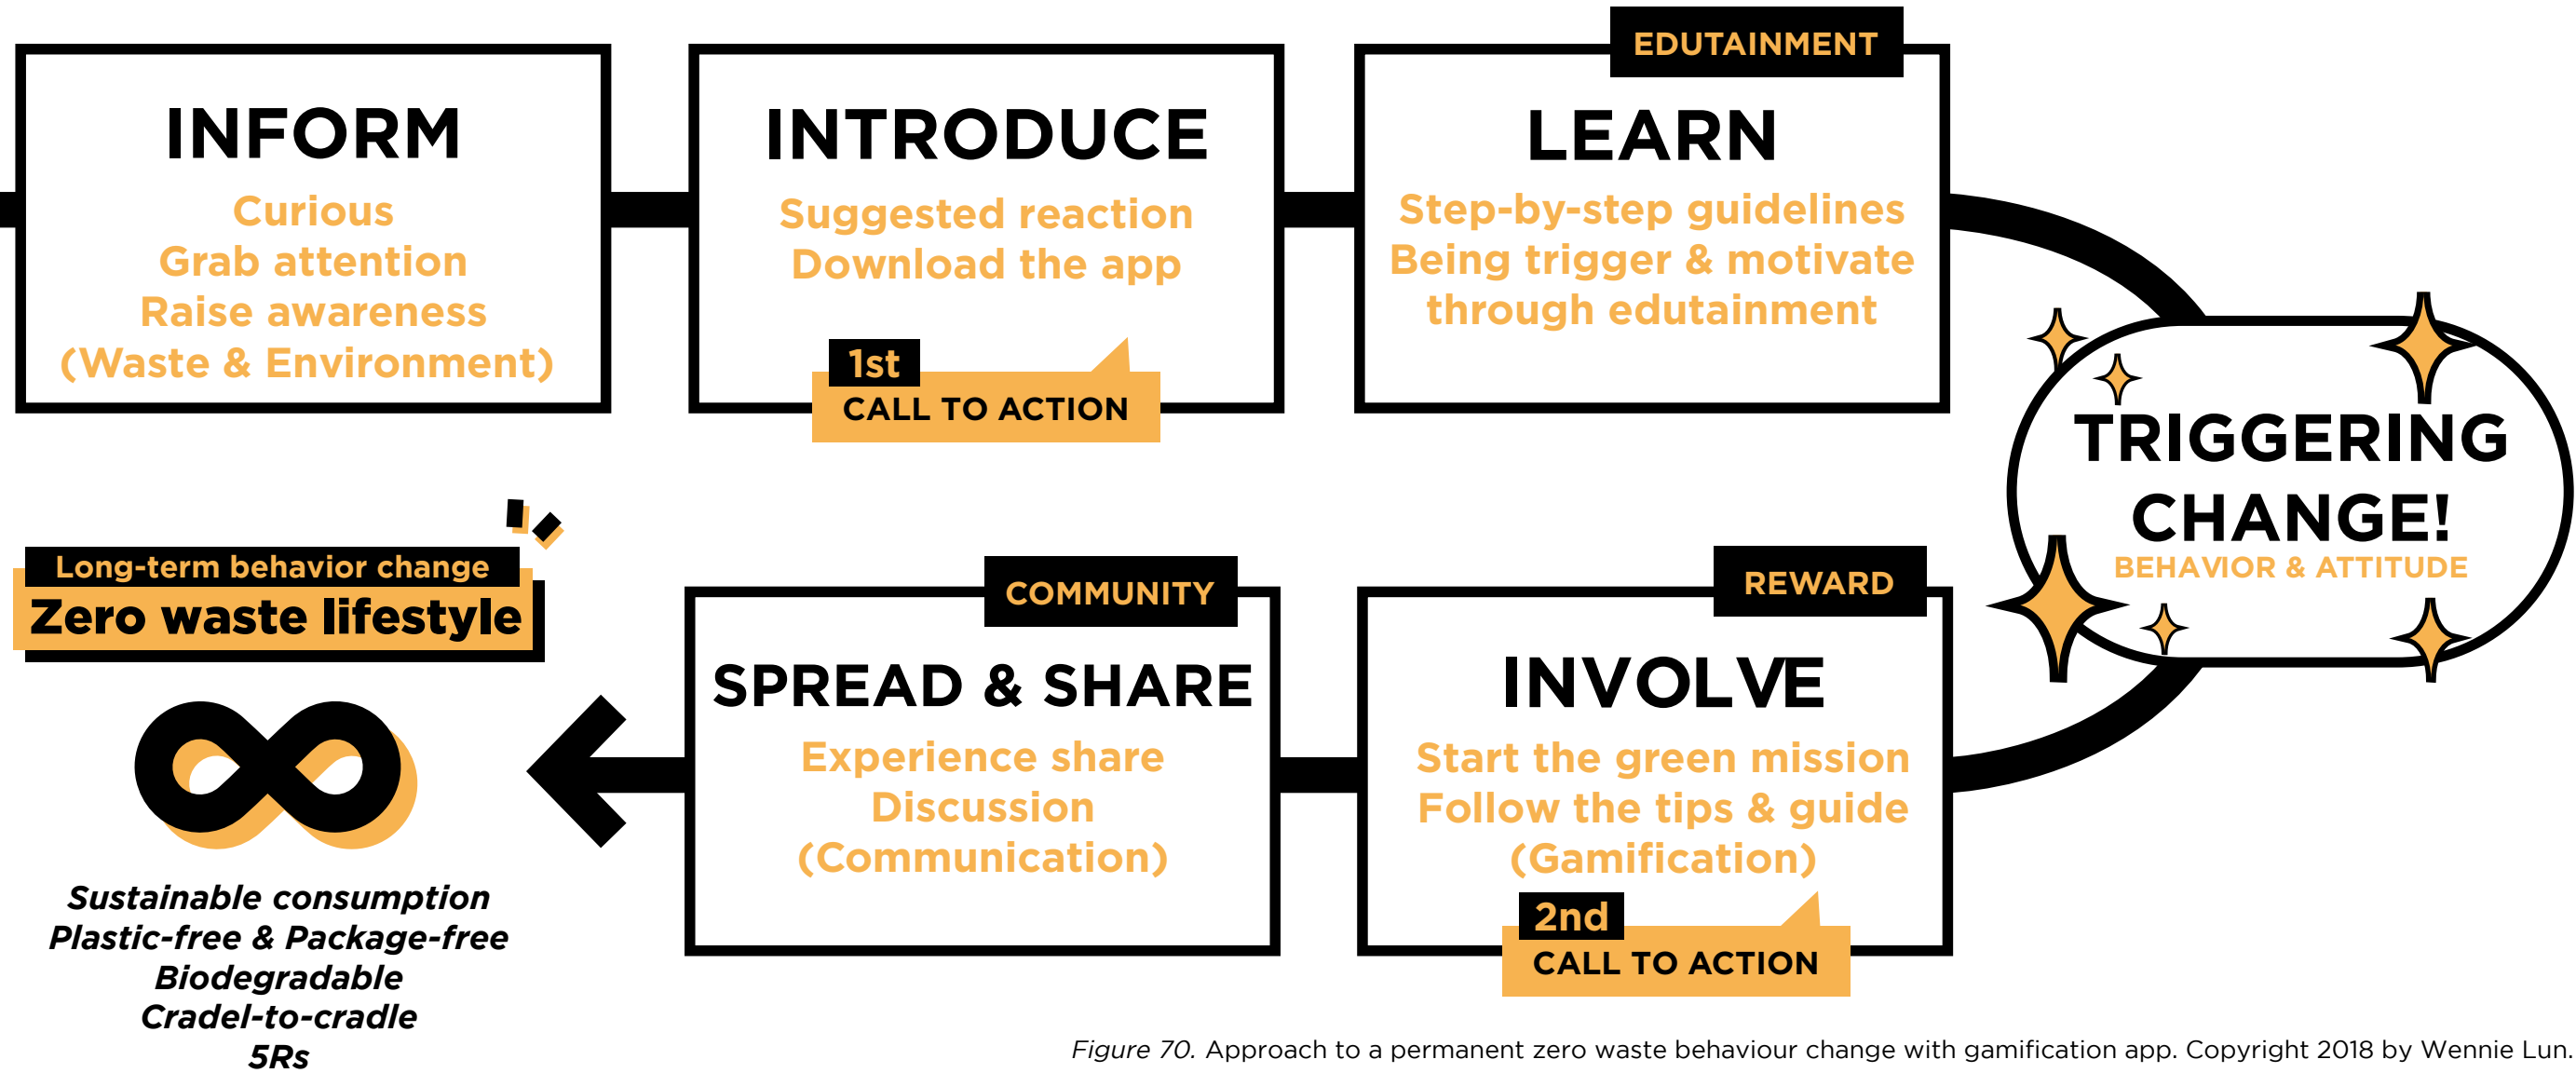 INFORM
Curious
Grab attention
Raise awareness
(Waste & Environment)
INTRODUCE
Suggested reaction
Download the app
1st
CALL TO ACTION
EDUTAINMENT
LEARN
Step-by-step guidelines
Being trigger & motivate
through edutainment
TRIGGERING
CHANGE!
BEHAVIOR & ATTITUDE
REWARD
INVOLVE
Start the green mission
Follow the tips & guide
(Gamification)
2nd
CALL TO ACTION
COMMUNITY
SPREAD & SHARE
Experience share
Discussion
(Communication)
Long-term behavior change
Zero waste lifestyle
Sustainable consumption
Plastic-free & Package-free
Biodegradable
Cradel-to-cradle
5Rs
Figure 70. Approach to a permanent zero waste behaviour change with gamification app. Copyright 2018 by Wennie Lun.